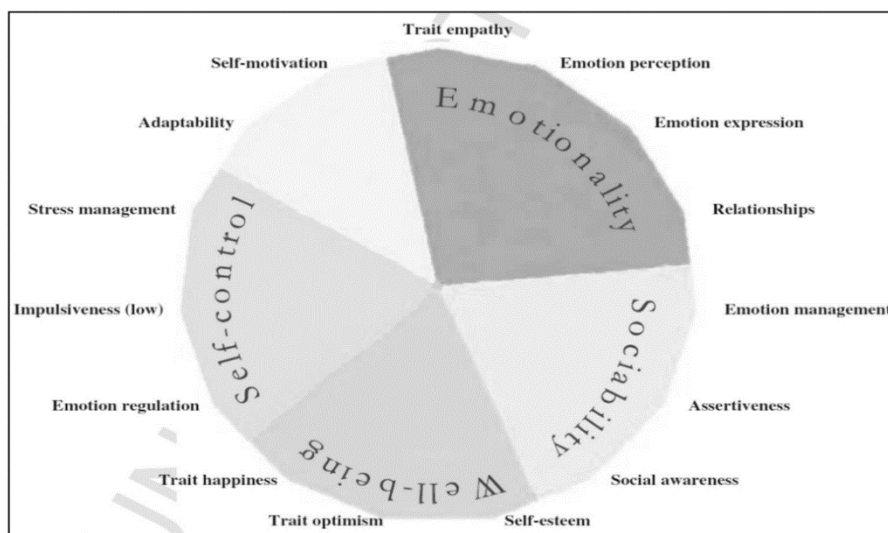 Trait empathy
Self-motivation
Emotion perception
Adaptability
Emotion expression
Stress management
Relationships
Impulsiveness (low)
Emotion management
Emotion regulation
Assertiveness
Trait happiness
Social awareness
Trait optimism
Self-esteem
Emotionality
Sociability
Well-being
Self-control